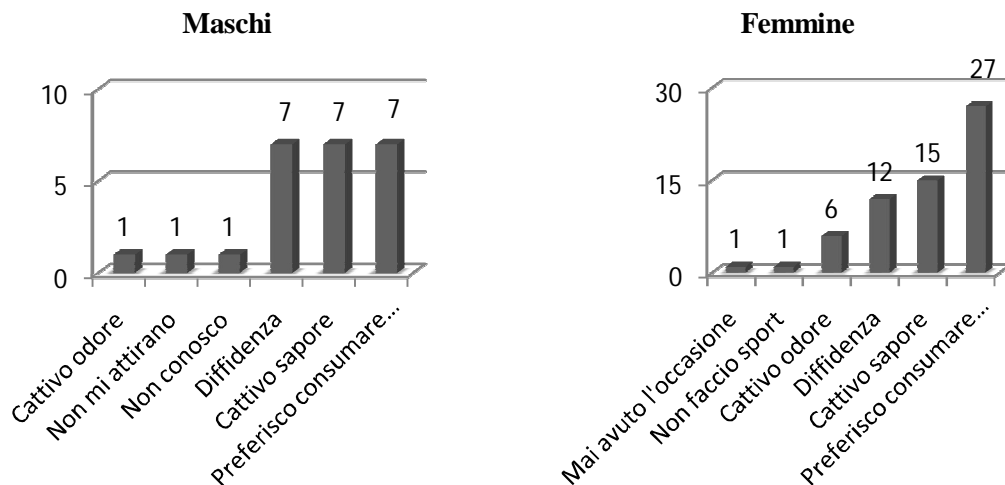 Maschi
10
5
0
1
1
1
7
7
7
Cattivo odore
Non mi attirano
Non conosco
Diffidenza
Cattivo sapore
Preferisco consumare...
Femmine
30
15
0
1
1
6
12
15
27
Mai avuto l'occasione
Non faccio sport
Cattivo odore
Diffidenza
Cattivo sapore
Preferisco consumare...